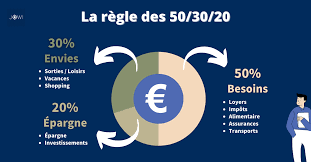 JOWI
La règle des 50/30/20
30%
Envies
Sorties / Loisirs
Vacances
Shopping
20%
Épargne
Épargne
Investissements
€
50%
Besoins
Loyers
Impôts
Alimentaire
Assurances
Transports